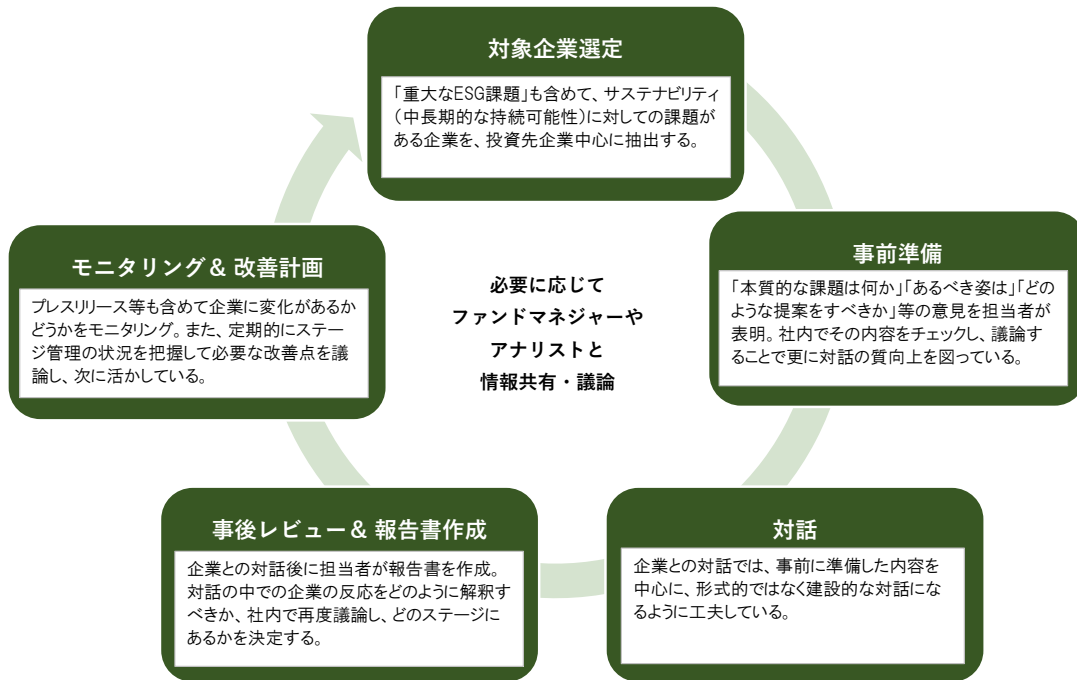 対象企業選定
「重大なESG課題」も含めて、サステナビリティ
(中長期的な持続可能性)に対しての課題が
ある企業を、投資先企業中心に抽出する。
事前準備
「本質的な課題は何か」「あるべき姿は」「どの
ような提案をすべきか」等の意見を担当者が
表明。社内でその内容をチェックし、議論
することで更に対話の質向上を図っている。
対話
企業との対話では、事前に準備した内容を
中心に、形式的ではなく建設的な対話にな
るように工夫している。
事後レビュー & 報告書作成
企業との対話後に担当者が報告書を作成。
対話の中での企業の反応をどのように解釈す
べきか、社内で再度議論し、どのステージに
あるかを決定する。
モニタリング & 改善計画
プレスリリース等も含めて企業に変化があるか
どうかをモニタリング。また、定期的にステー
ジ管理の状況を把握して必要な改善点を議
論し、次に活かしている。
必要に応じて
ファンドマネジャーや
アナリストと
情報共有・議論